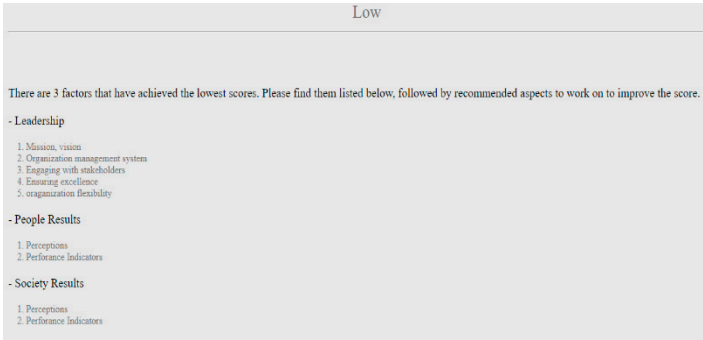 Low
There are 3 factors that have achieved the lowest scores. Please find them listed below, followed by recommended aspects to work on to improve the score.
- Leadership
1. Mission, vision
2. Organization management system
3. Engaging with stakeholders
4. Ensuring excellence
5. oraganization flexibility
- People Results
1. Perceptions
2. Perforance Indicators
- Society Results
1. Perceptions
2. Perforance Indicators